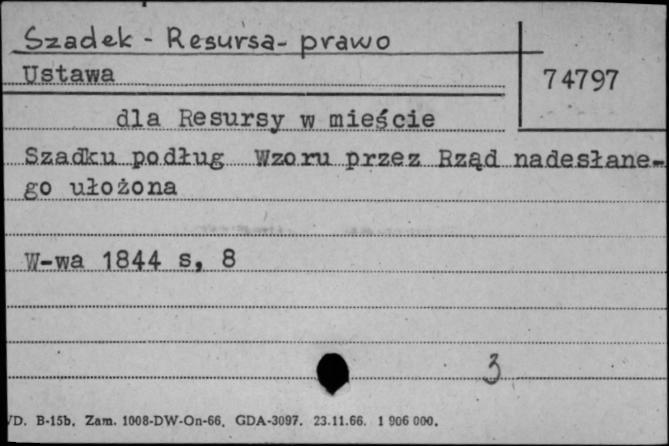 Szadek - Resursa - prawo
Ustawa
74797
dla Resursy w mieście
Szadku podług Wzoru przez Rząd nadesłane-
go ułożona
W-wa 1844 s, 8
3
D. B-15b. Zam. 1008-DW-On-66. GDA-3097. 23.11.66. 1 906 000.